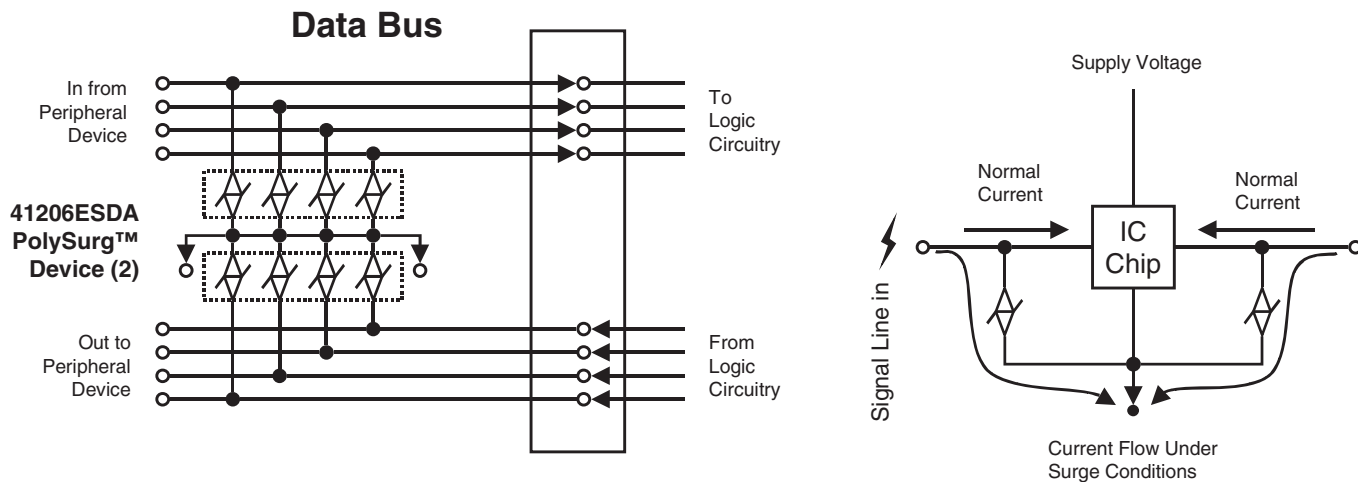 Data Bus
In from
Peripheral
Device
To
Logic
Circuitry
41206ESDA
PolySurg™
Device (2)
Out to
Peripheral
Device
From
Logic
Circuitry
Supply Voltage
Normal
Current
Normal
Current
IC
Chip
Signal Line in
Current Flow Under
Surge Conditions